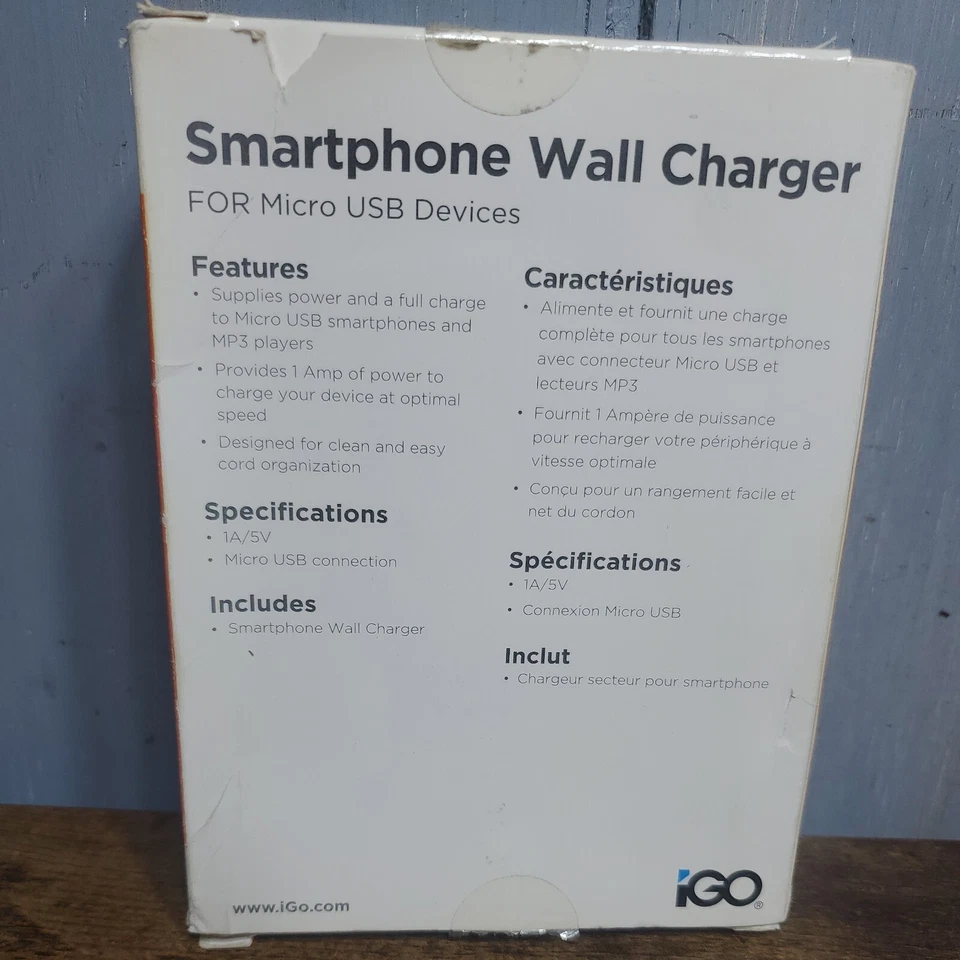 Smartphone Wall Charger
FOR Micro USB Devices
Features
• Supplies power and a full charge
to Micro USB smartphones and
MP3 players
• Provides 1 Amp of power to
charge your device at optimal
speed
• Designed for clean and easy
cord organization
Specifications
• 1A/5V
• Micro USB connection
Includes
• Smartphone Wall Charger
Caractéristiques
• Alimente et fournit une charge
complète pour tous les smartphones
avec connecteur Micro USB et
lecteurs MP3
• Fournit 1 Ampère de puissance
pour recharger votre périphérique à
vitesse optimale
• Conçu pour un rangement facile et
net du cordon
Spécifications
• 1A/5V
• Connexion Micro USB
Inclut
• Chargeur secteur pour smartphone
www.iGo.com
iGO®